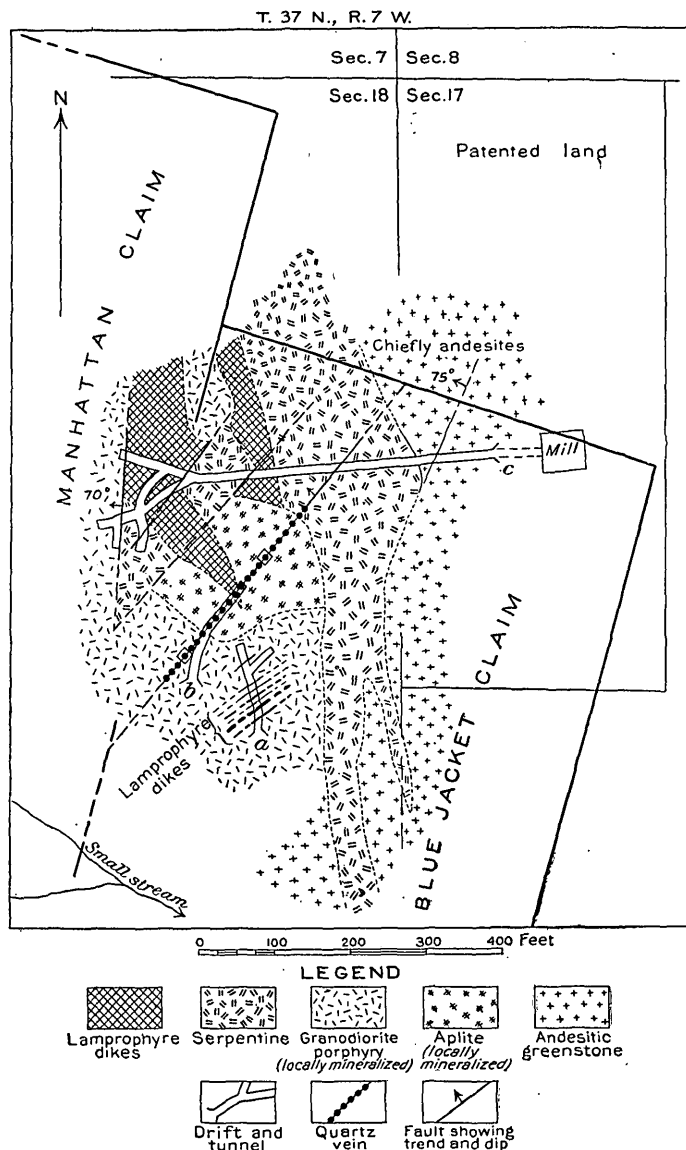 T. 37 N., R. 7 W.
Sec. 7 Sec. 8
Sec. 18 Sec. 17
N
Patented land
MANHATTAN CLAIM
Chiefly andesites
75°
Mill
c
70°
b
a
Lamprophyre
dikes
BLUE JACKET CLAIM
Small stream
0 100 200 300 400 Feet
LEGEND
Lamprophyre
dikes
Serpentine
Granodiorite
porphyry
(locally mineralized)
Aplite
(locally
mineralized)
Andesitic
greenstone
Drift and
tunnel
Quartz
vein
Fault showing
trend and dip